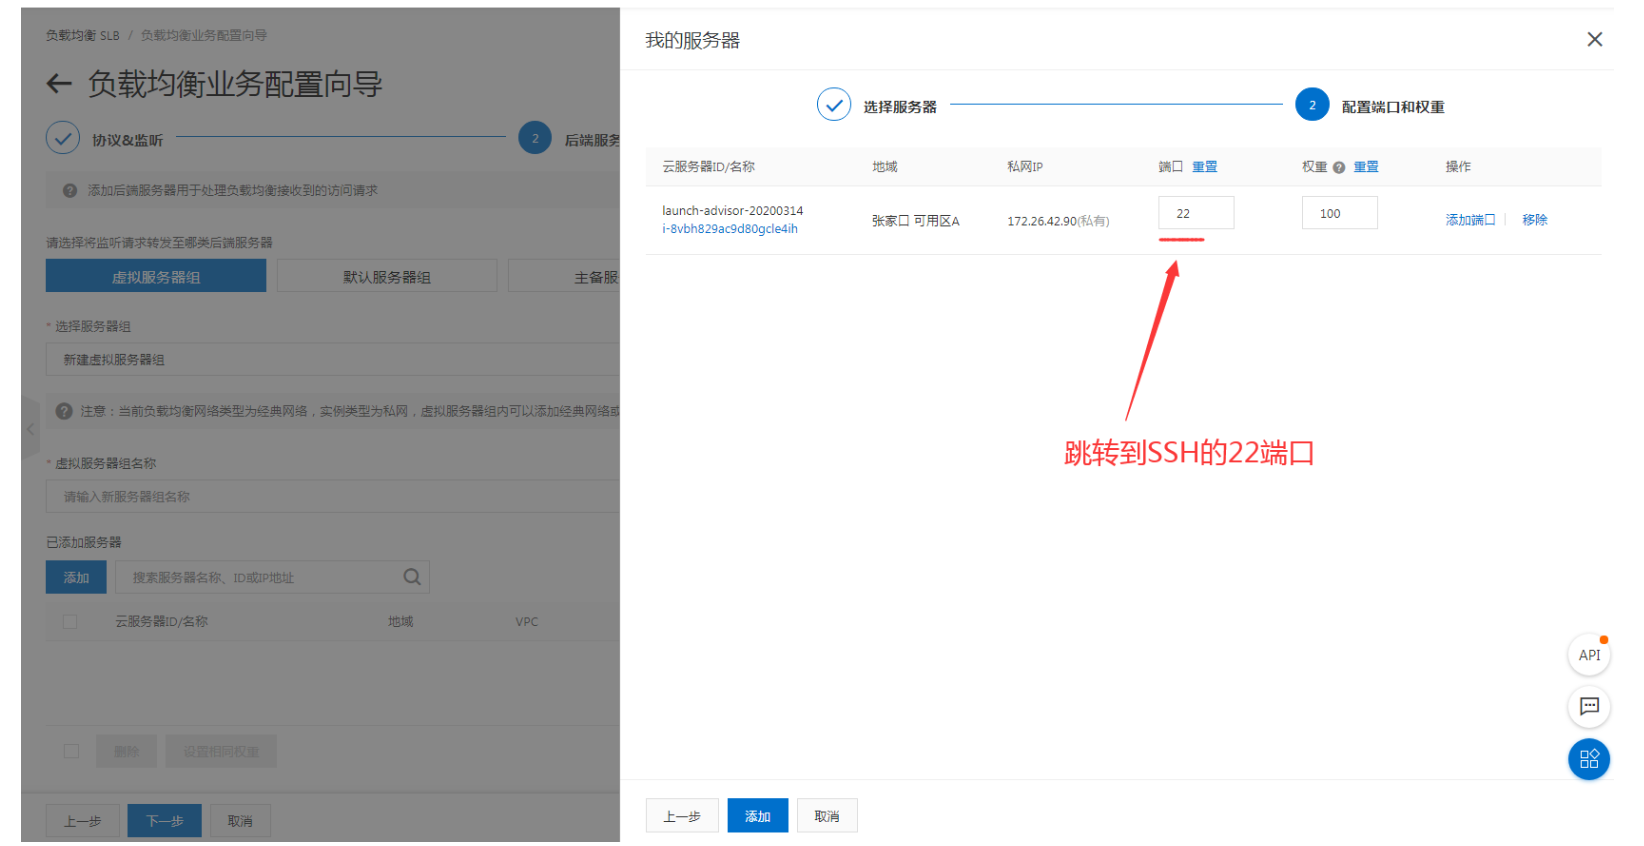 负载均衡 SLB / 负载均衡业务配置向导
负载均衡业务配置向导
协议&监听
2
后端服务
添加后端服务器用于处理负载均衡接收到的访问请求
请选择将监听请求转发至哪类后端服务器
虚拟服务器组
默认服务器组
主备服
* 选择服务器组
新建虚拟服务器组
注意：当前负载均衡网络类型为经典网络，实例类型为私网，虚拟服务器组内可以添加经典网络或
* 虚拟服务器组名称
请输入新服务器组名称
已添加服务器
添加
搜索服务器名称、ID或IP地址
云服务器ID/名称
地域
VPC
删除
设置相同权重
上一步
下一步
取消
我的服务器
选择服务器
2
配置端口和权重
云服务器ID/名称
地域
私网IP
端口 重置
权重 重置
操作
launch-advisor-20200314
i-8vbh829ac9d80gcle4ih
张家口 可用区A
172.26.42.90(私有)
22
100
添加端口
移除
跳转到SSH的22端口
API
上一步
添加
取消